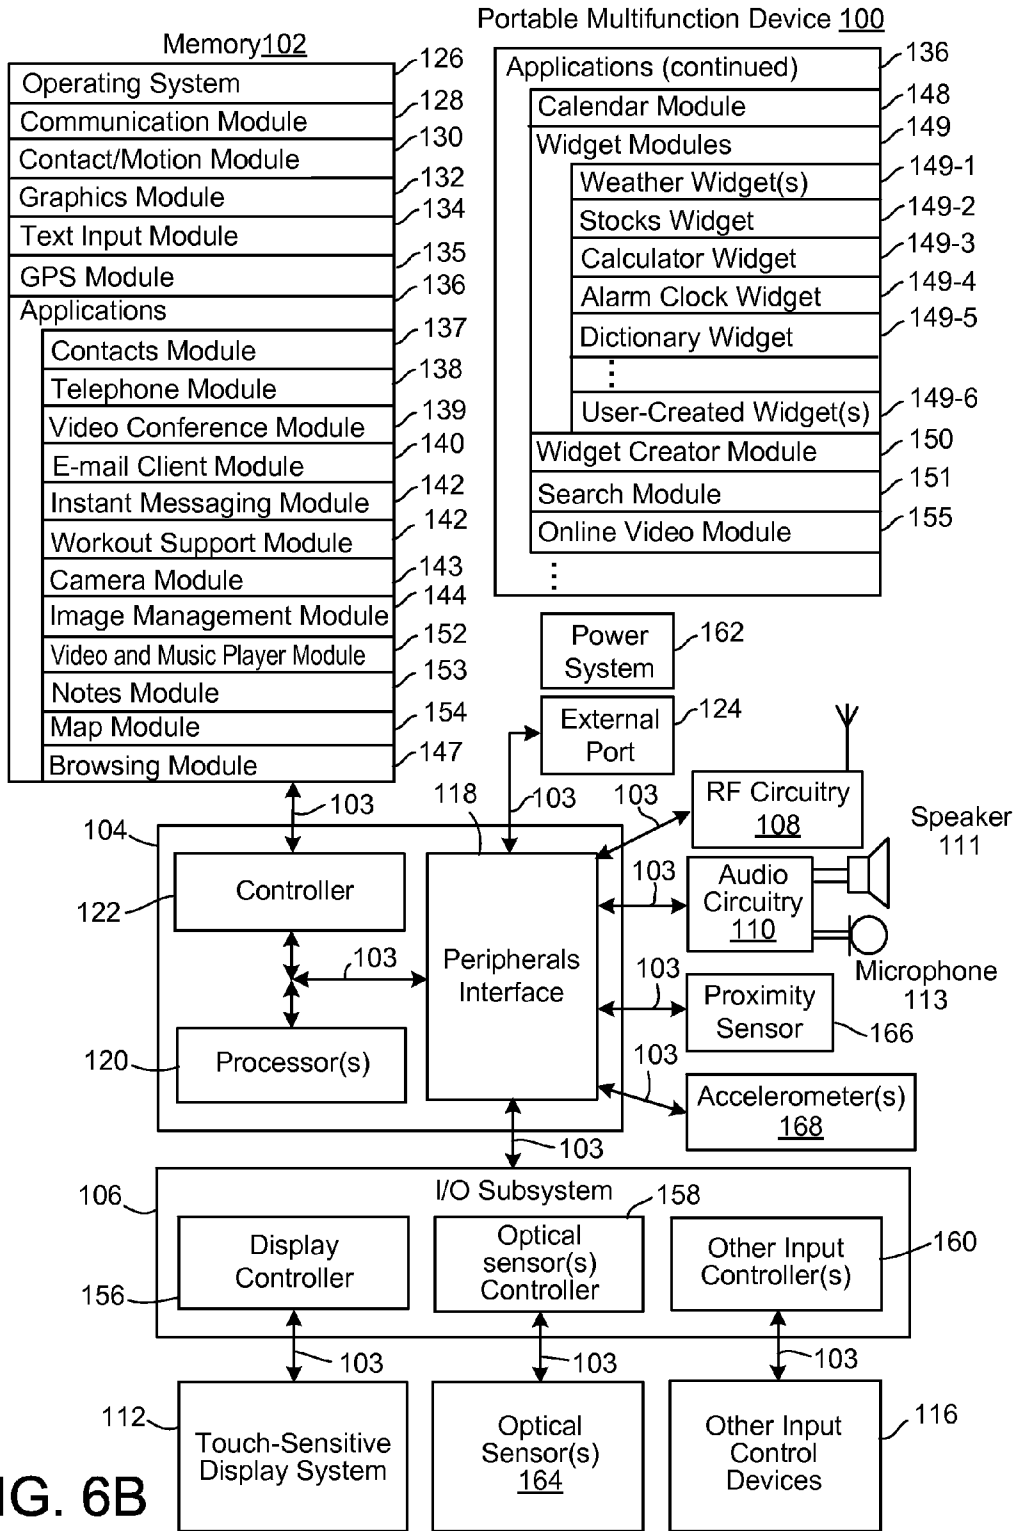 Portable Multifunction Device 100
Memory102
Operating System 126
Communication Module 128
Contact/Motion Module 130
Graphics Module 132
Text Input Module 134
GPS Module 135
Applications 136
Contacts Module 137
Telephone Module 138
Video Conference Module 139
E-mail Client Module 140
Instant Messaging Module 142
Workout Support Module 142
Camera Module 143
Image Management Module 144
Video and Music Player Module 152
Notes Module 153
Map Module 154
Browsing Module 147
Applications (continued) 136
Calendar Module 148
Widget Modules 149
Weather Widget(s) 149-1
Stocks Widget 149-2
Calculator Widget 149-3
Alarm Clock Widget 149-4
Dictionary Widget 149-5
⋮
User-Created Widget(s) 149-6
Widget Creator Module 150
Search Module 151
Online Video Module 155
⋮
Power
System
162
External
Port
124
103
103
118
103
RF Circuitry
108
Speaker
111
104
Controller
122
103
Audio
Circuitry
110
103
Peripherals
Interface
Microphone
113
103
Proximity
Sensor
166
120
Processor(s)
103
Accelerometer(s)
168
103
106
I/O Subsystem
158
Display
Controller
156
Optical
sensor(s)
Controller
Other Input
Controller(s)
160
103
103
103
112
Touch-Sensitive
Display System
Optical
Sensor(s)
164
Other Input
Control
Devices
116
IG. 6B